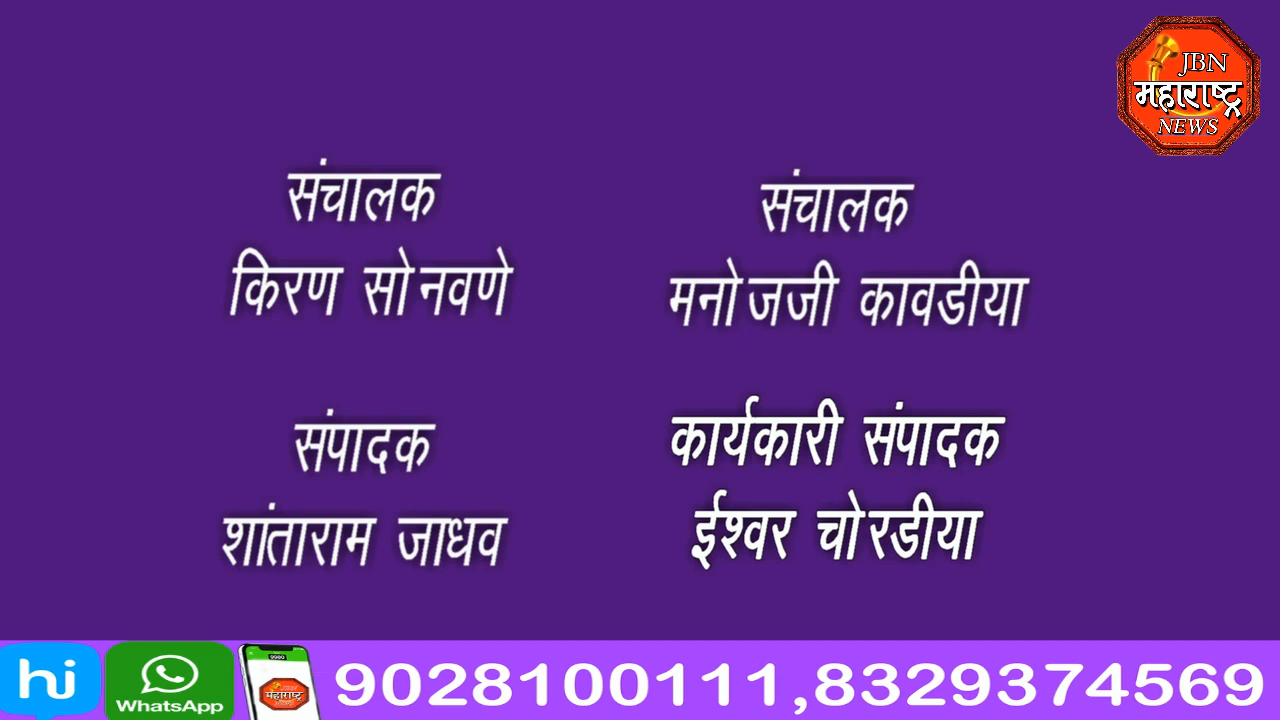 JBN
महाराष्ट्र
NEWS
संचालक
किरण सोनवणे
संचालक
मनोजजी कावडीया
संपादक
शांताराम जाधव
कार्यकारी संपादक
ईश्वर चोरडीया
hi
WhatsApp
महाराष्ट्र
9028100111,8329374569